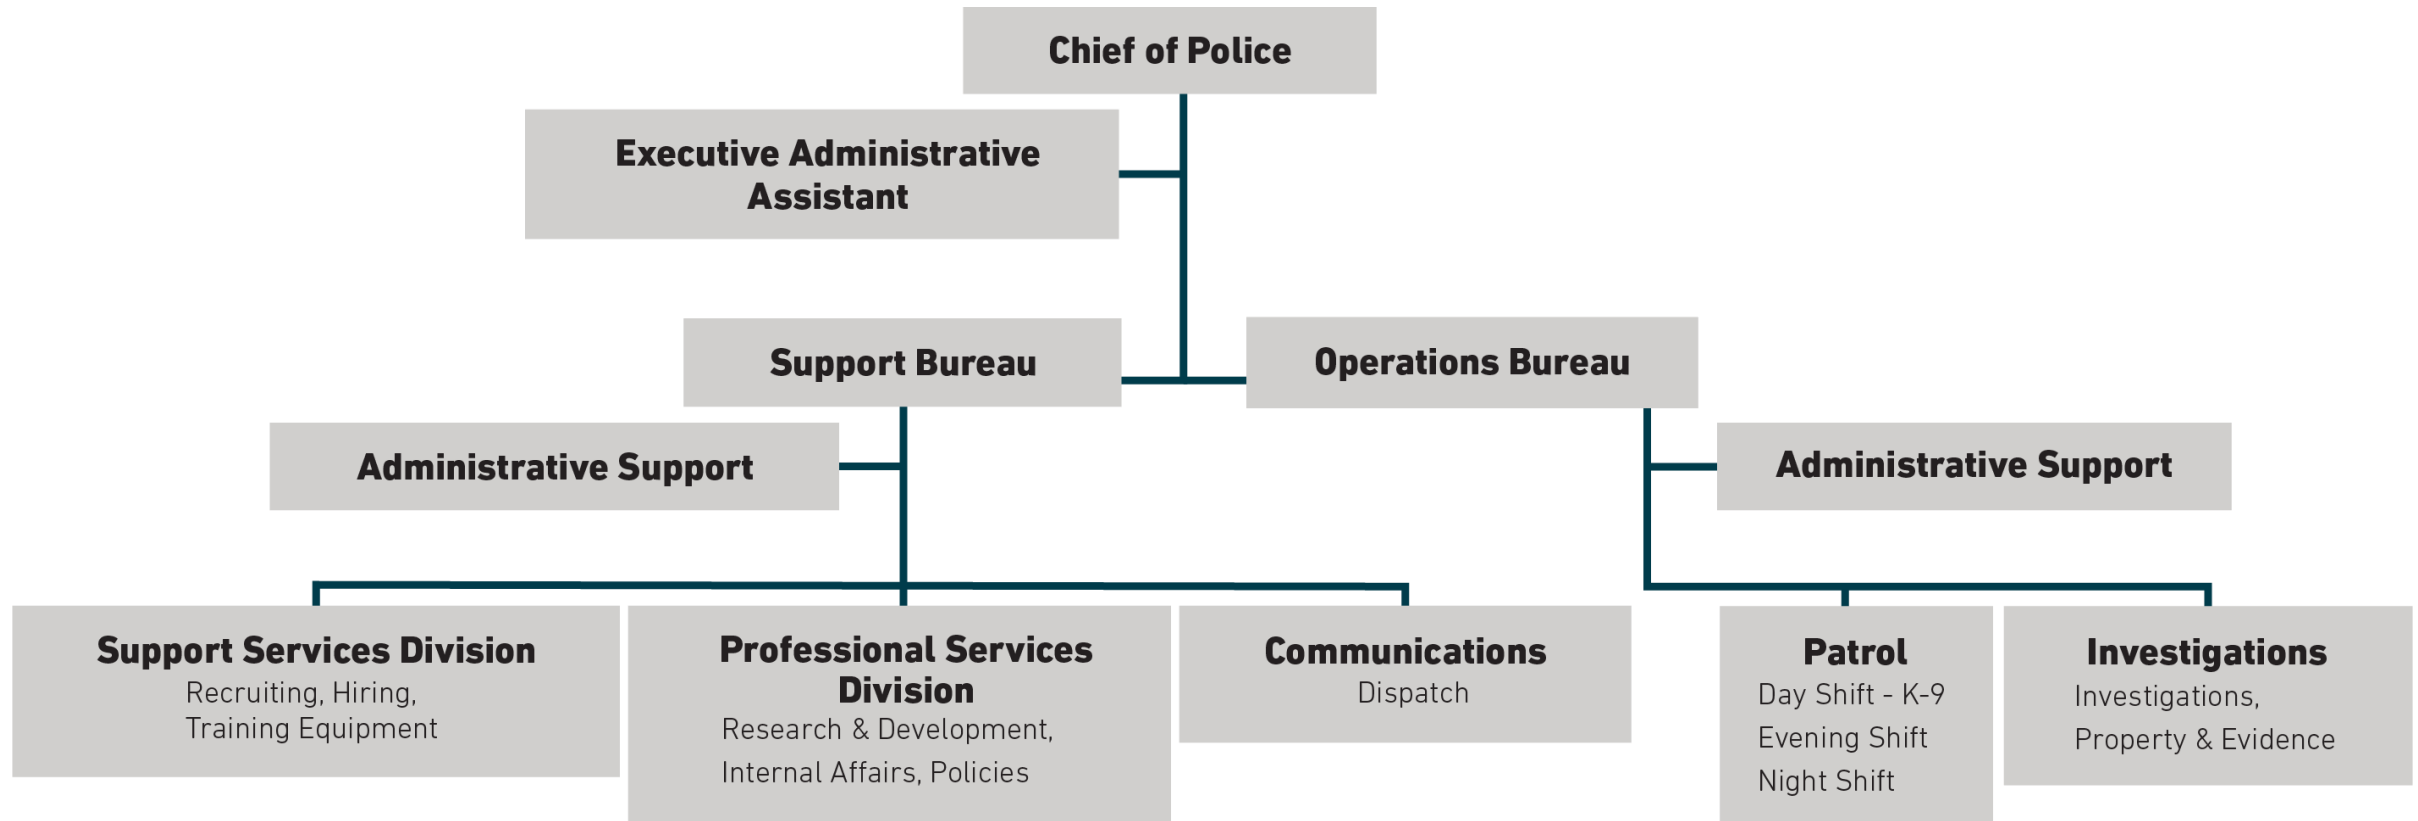 Chief of Police
Executive Administrative
Assistant
Support Bureau
Operations Bureau
Administrative Support
Administrative Support
Support Services Division
Recruiting, Hiring,
Training Equipment
Professional Services
Division
Research & Development,
Internal Affairs, Policies
Communications
Dispatch
Patrol
Day Shift - K-9
Evening Shift
Night Shift
Investigations
Investigations,
Property & Evidence